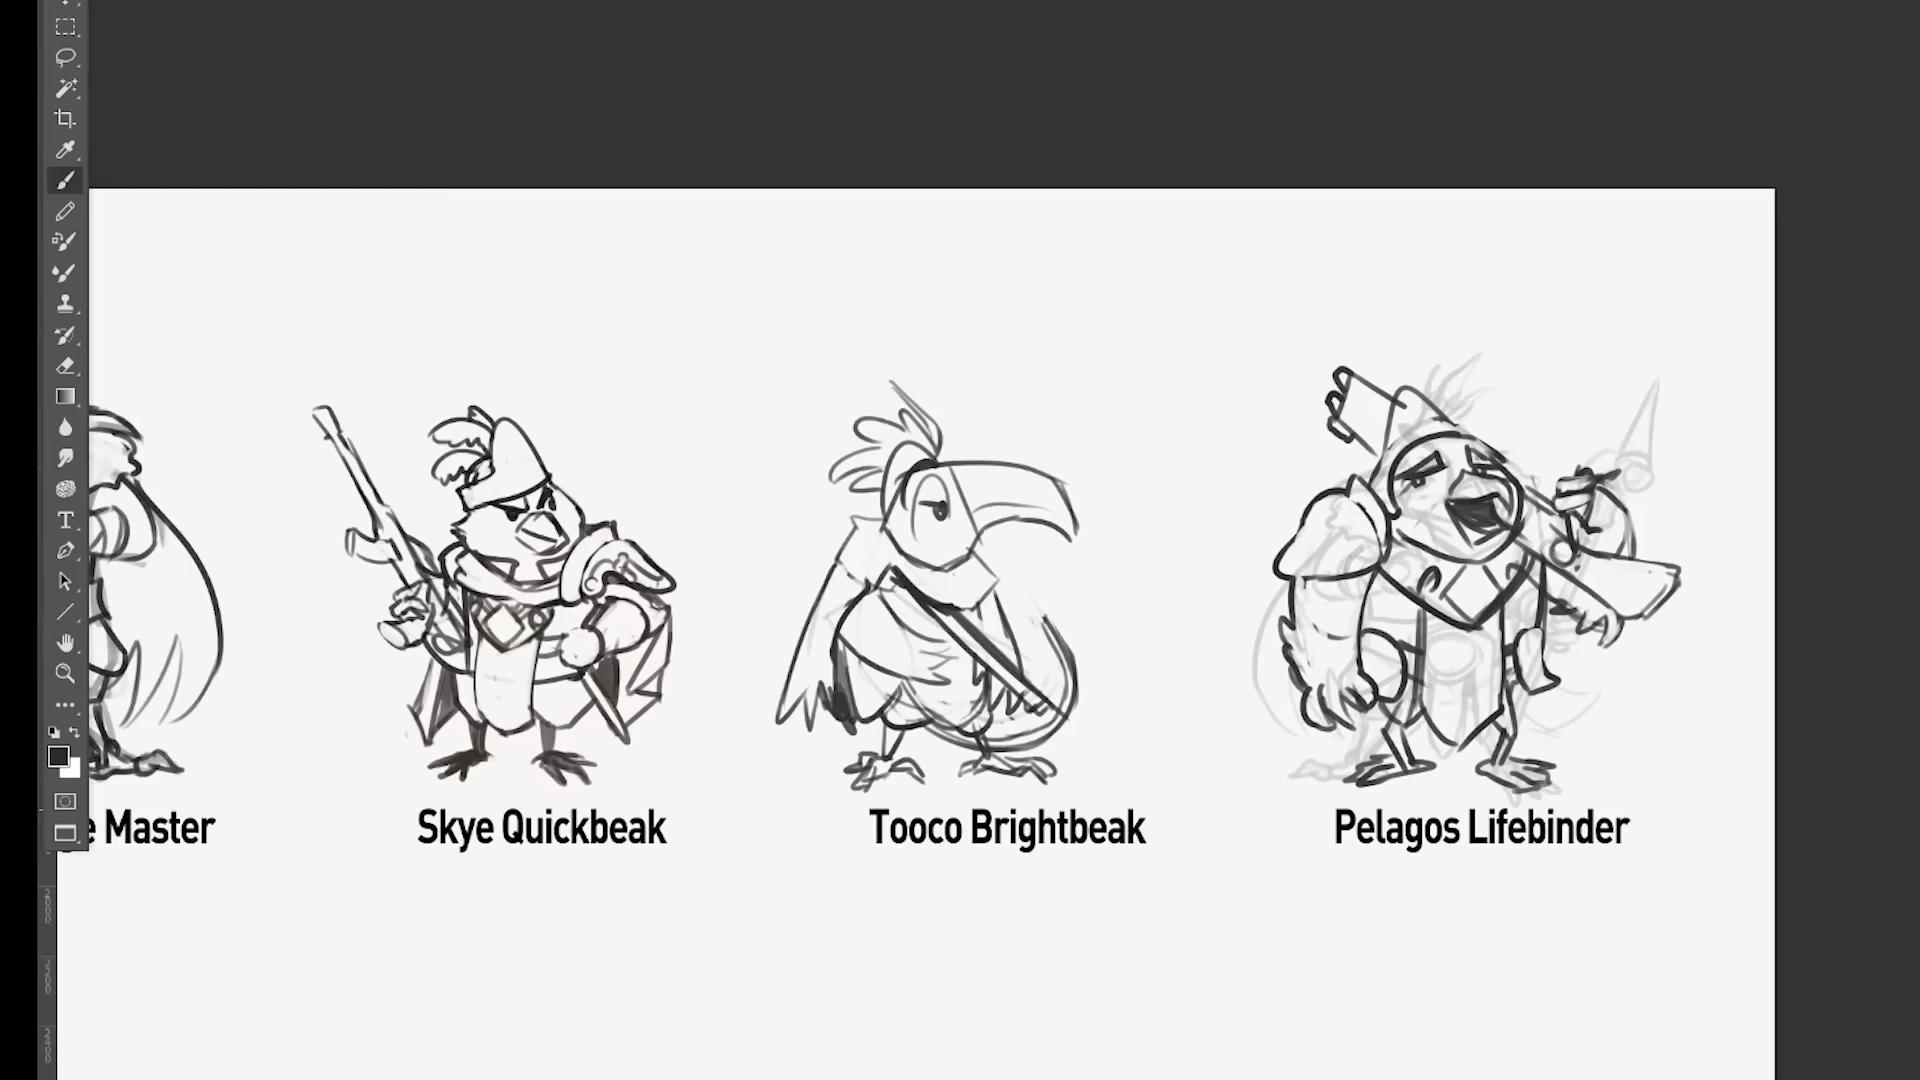 e Master
Skye Quickbeak
Tooco Brightbeak
Pelagos Lifebinder